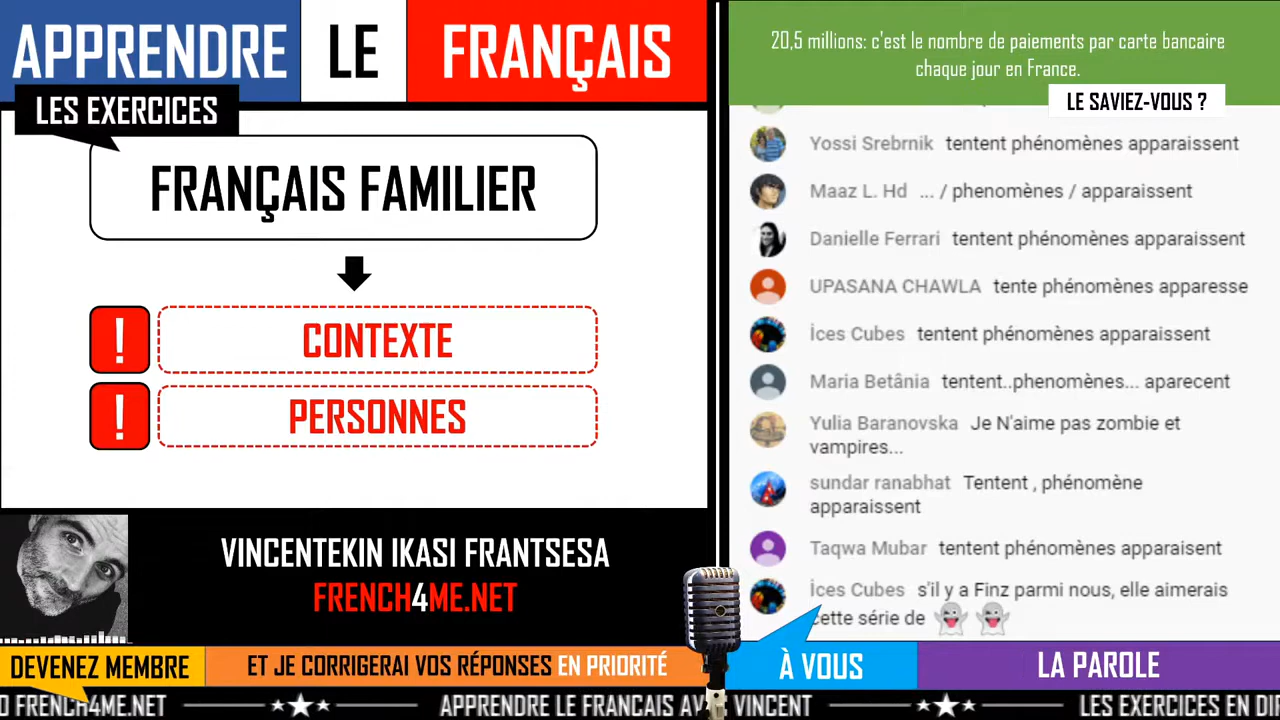 APPRENDRE LE FRANÇAIS
LES EXERCICES
FRANÇAIS FAMILIER
!
CONTEXTE
!
PERSONNES
VINCENTEKIN IKASI FRANTSESA
FRENCH4ME.NET
DEVENEZ MEMBRE
ET JE CORRIGERAI VOS RÉPONSES EN PRIORITÉ
20,5 millions: c'est le nombre de paiements par carte bancaire
chaque jour en France.
LE SAVIEZ-VOUS ?
Yossi Srebrnik tentent phénomènes apparaissent
Maaz L. Hd ... / phenomènes / apparaissent
Danielle Ferrari tentent phénomènes apparaissent
UPASANA CHAWLA tente phénomènes apparesse
İces Cubes tentent phénomènes apparaissent
Maria Betânia tentent..phenomènes... aparecent
Yulia Baranovska Je N'aime pas zombie et
vampires...
sundar ranabhat Tentent , phénomène
apparaissent
Taqwa Mubar tentent phénomènes apparaisent
İces Cubes s'il y a Finz parmi nous, elle aimerais
cette série de 👻 👻
À VOUS
LA PAROLE
FRENCH4ME.NET
APPRENDRE LE FRANCAIS AVEC VINCENT
LES EXERCICES EN